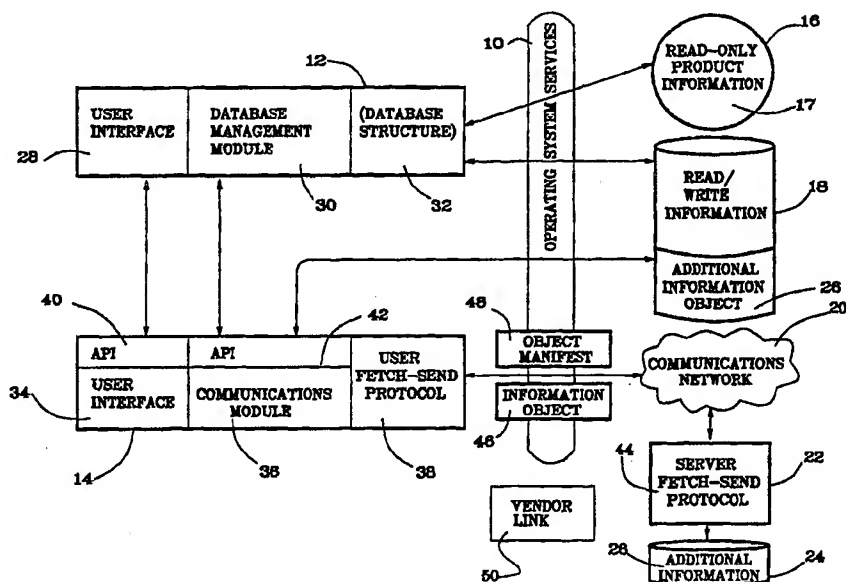 10
OPERATING SYSTEM SERVICES
16
READ-ONLY
PRODUCT
INFORMATION
17
12
USER
INTERFACE
DATABASE
MANAGEMENT
MODULE
(DATABASE
STRUCTURE)
28
30
32
READ/
WRITE
INFORMATION
18
ADDITIONAL
INFORMATION
OBJECT
26
20
40
42
48
API
API
USER
FETCH-SEND
PROTOCOL
OBJECT
MANIFEST
COMMUNICATIONS
NETWORK
34
USER
INTERFACE
COMMUNICATIONS
MODULE
INFORMATION
OBJECT
46
14
36
38
44
SERVER
FETCH-SEND
PROTOCOL
22
VENDOR
LINK
50
26
ADDITIONAL
INFORMATION
24